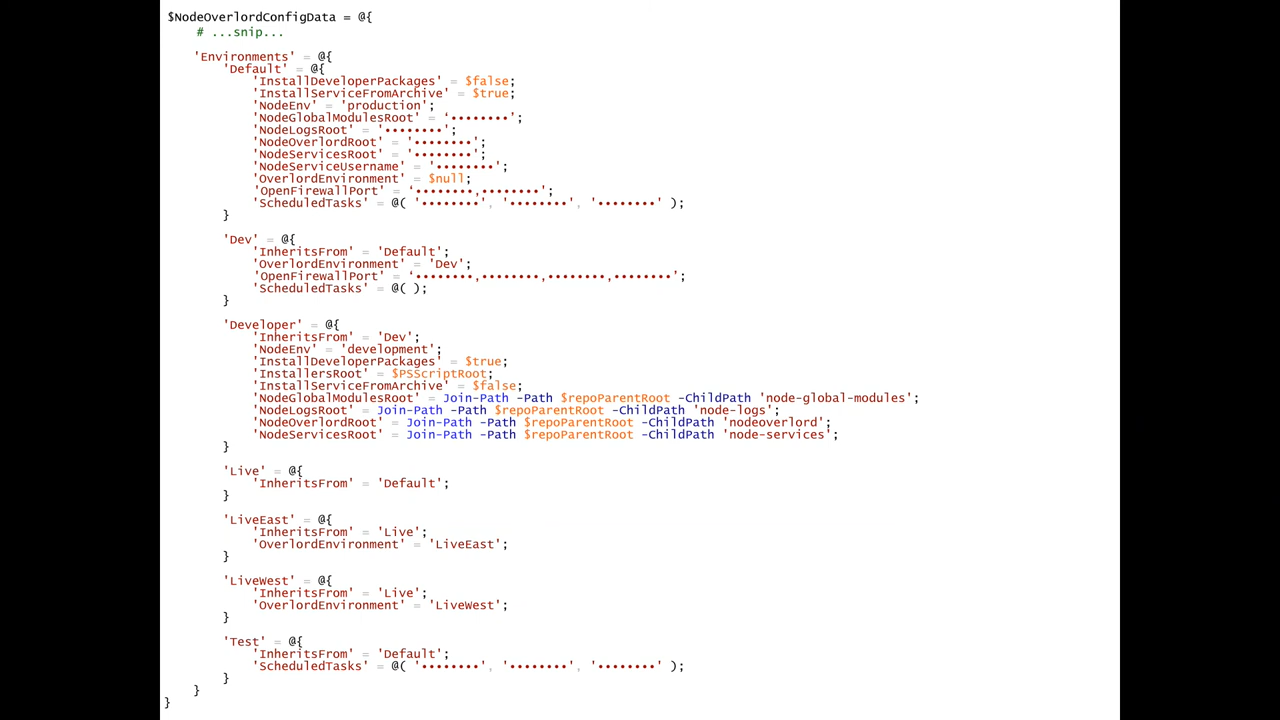 $NodeOverlordConfigData = @{
    # ...snip...

    'Environments' = @{
        'Default' = @{
            'InstallDeveloperPackages' = $false;
            'InstallServiceFromArchive' = $true;
            'NodeEnv' = 'production';
            'NodeGlobalModulesRoot' = ‘••••••••';
            'NodeLogsRoot' = '••••••••';
            'NodeOverlordRoot' = '••••••••';
            'NodeServicesRoot' = '••••••••';
            'NodeServiceUsername' = '••••••••';
            'OverlordEnvironment' = $null;
            'OpenFirewallPort' = ‘••••••••,••••••••';
            'ScheduledTasks' = @( '••••••••', '••••••••', '••••••••' );
        }

        'Dev' = @{
            'InheritsFrom' = 'Default';
            'OverlordEnvironment' = 'Dev';
            'OpenFirewallPort' = ‘••••••••,••••••••,••••••••,••••••••';
            'ScheduledTasks' = @( );
        }

        'Developer' = @{
            'InheritsFrom' = 'Dev';
            'NodeEnv' = 'development';
            'InstallDeveloperPackages' = $true;
            'InstallersRoot' = $PSScriptRoot;
            'InstallServiceFromArchive' = $false;
            'NodeGlobalModulesRoot' = Join-Path -Path $repoParentRoot -ChildPath 'node-global-modules';
            'NodeLogsRoot' = Join-Path -Path $repoParentRoot -ChildPath 'node-logs';
            'NodeOverlordRoot' = Join-Path -Path $repoParentRoot -ChildPath 'nodeoverlord';
            'NodeServicesRoot' = Join-Path -Path $repoParentRoot -ChildPath 'node-services';
        }

        'Live' = @{
            'InheritsFrom' = 'Default';
        }

        'LiveEast' = @{
            'InheritsFrom' = 'Live';
            'OverlordEnvironment' = 'LiveEast';
        }

        'LiveWest' = @{
            'InheritsFrom' = 'Live';
            'OverlordEnvironment' = 'LiveWest';
        }

        'Test' = @{
            'InheritsFrom' = 'Default';
            'ScheduledTasks' = @( '••••••••', '••••••••', '••••••••' );
        }
    }
}